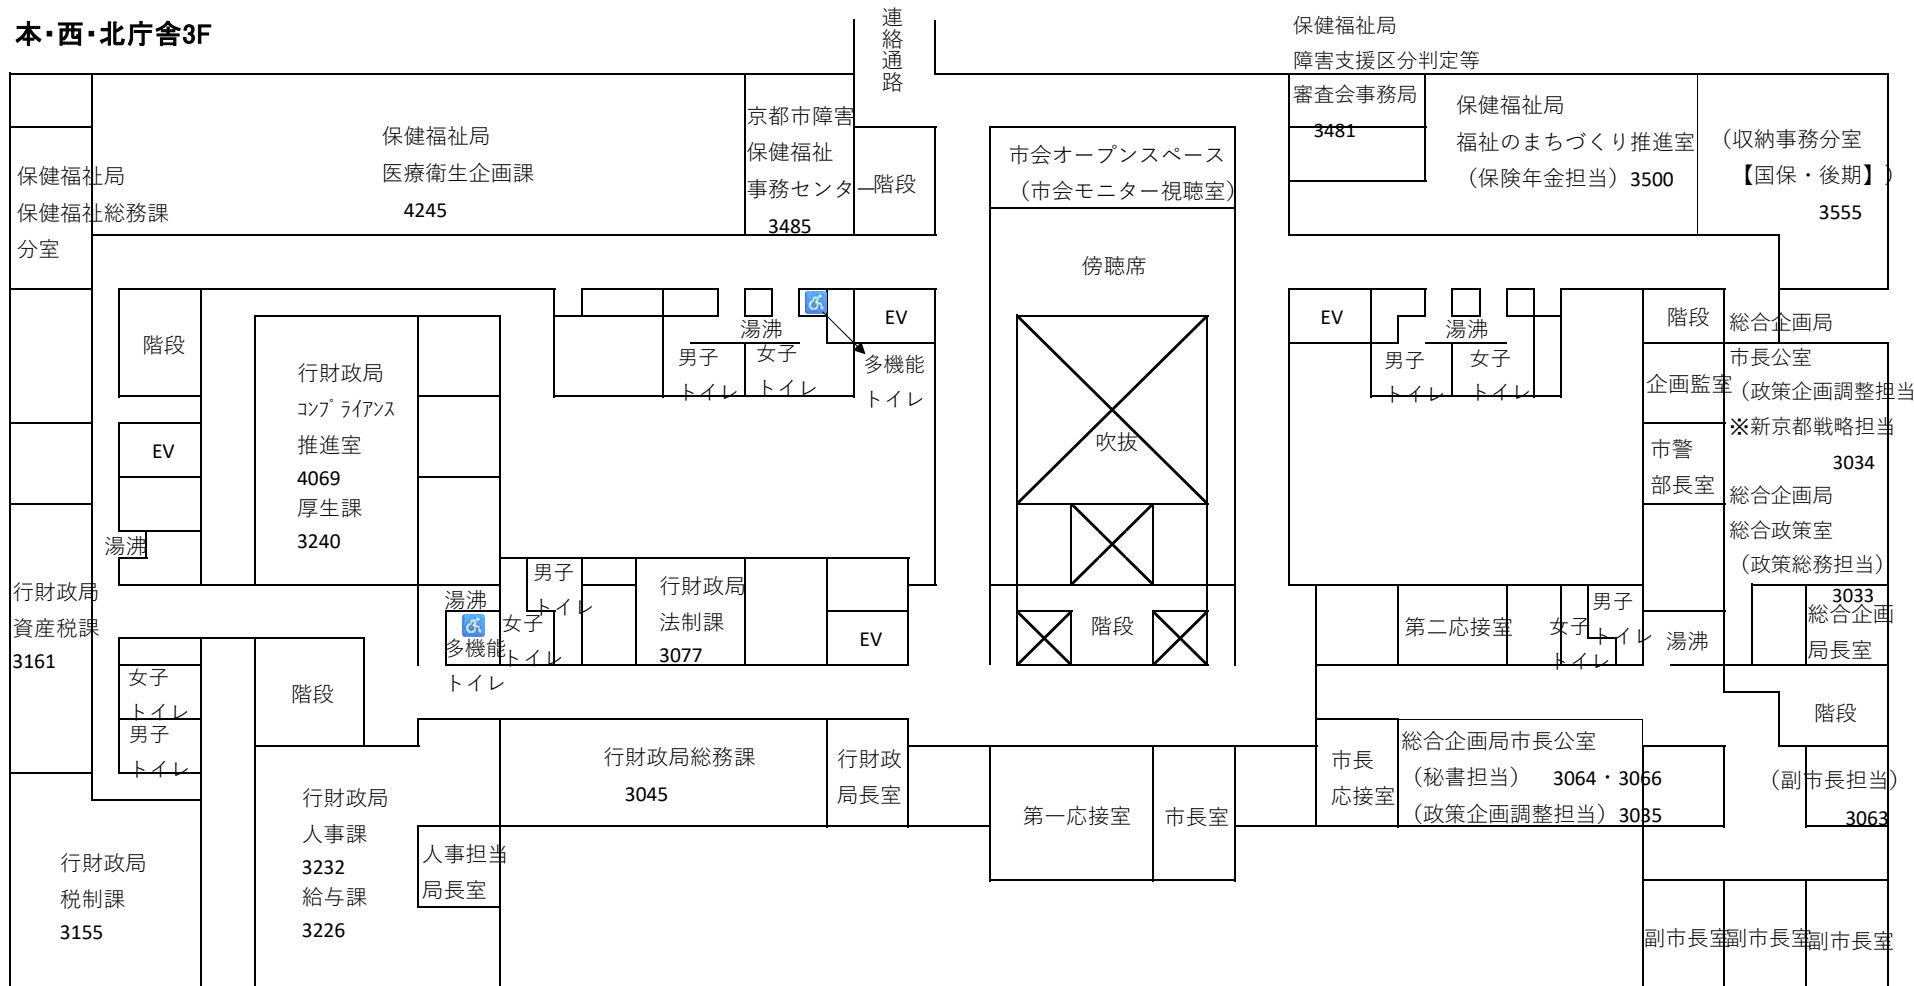 本・西・北庁舎3F
連絡通路
保健福祉局
障害支援区分判定等
審査会事務局
3481
保健福祉局
保健福祉総務課
分室
保健福祉局
医療衛生企画課
4245
京都市障害
保健福祉
事務センター
3485
階段
市会オープンスペース
（市会モニター視聴室）
傍聴席
保健福祉局
福祉のまちづくり推進室
（保険年金担当）3500
（収納事務分室
【国保・後期】）
3555
階段
EV
湯沸
行財政局
コンプライアンス
推進室
4069
厚生課
3240
男子
トイレ
湯沸
女子
トイレ
EV
多機能
トイレ
吹抜
EV
男子
トイレ
湯沸
女子
トイレ
階段
企画監室
市警
部長室
総合企画局
市長公室
（政策企画調整担当
※新京都戦略担当
3034
総合企画局
総合政策室
（政策総務担当）
3033
行財政局
資産税課
3161
湯沸
多機能
トイレ
女子
トイレ
男子
トイレ
行財政局
法制課
3077
EV
階段
第二応接室
女子
トイレ
男子
トイレ
湯沸
総合企画
局長室
女子
トイレ
男子
トイレ
階段
行財政局総務課
3045
行財政
局長室
第一応接室
市長室
市長
応接室
総合企画局市長公室
（秘書担当） 3064・3066
（政策企画調整担当）3035
階段
（副市長担当）
3063
行財政局
税制課
3155
行財政局
人事課
3232
給与課
3226
人事担当
局長室
副市長室
副市長室
副市長室